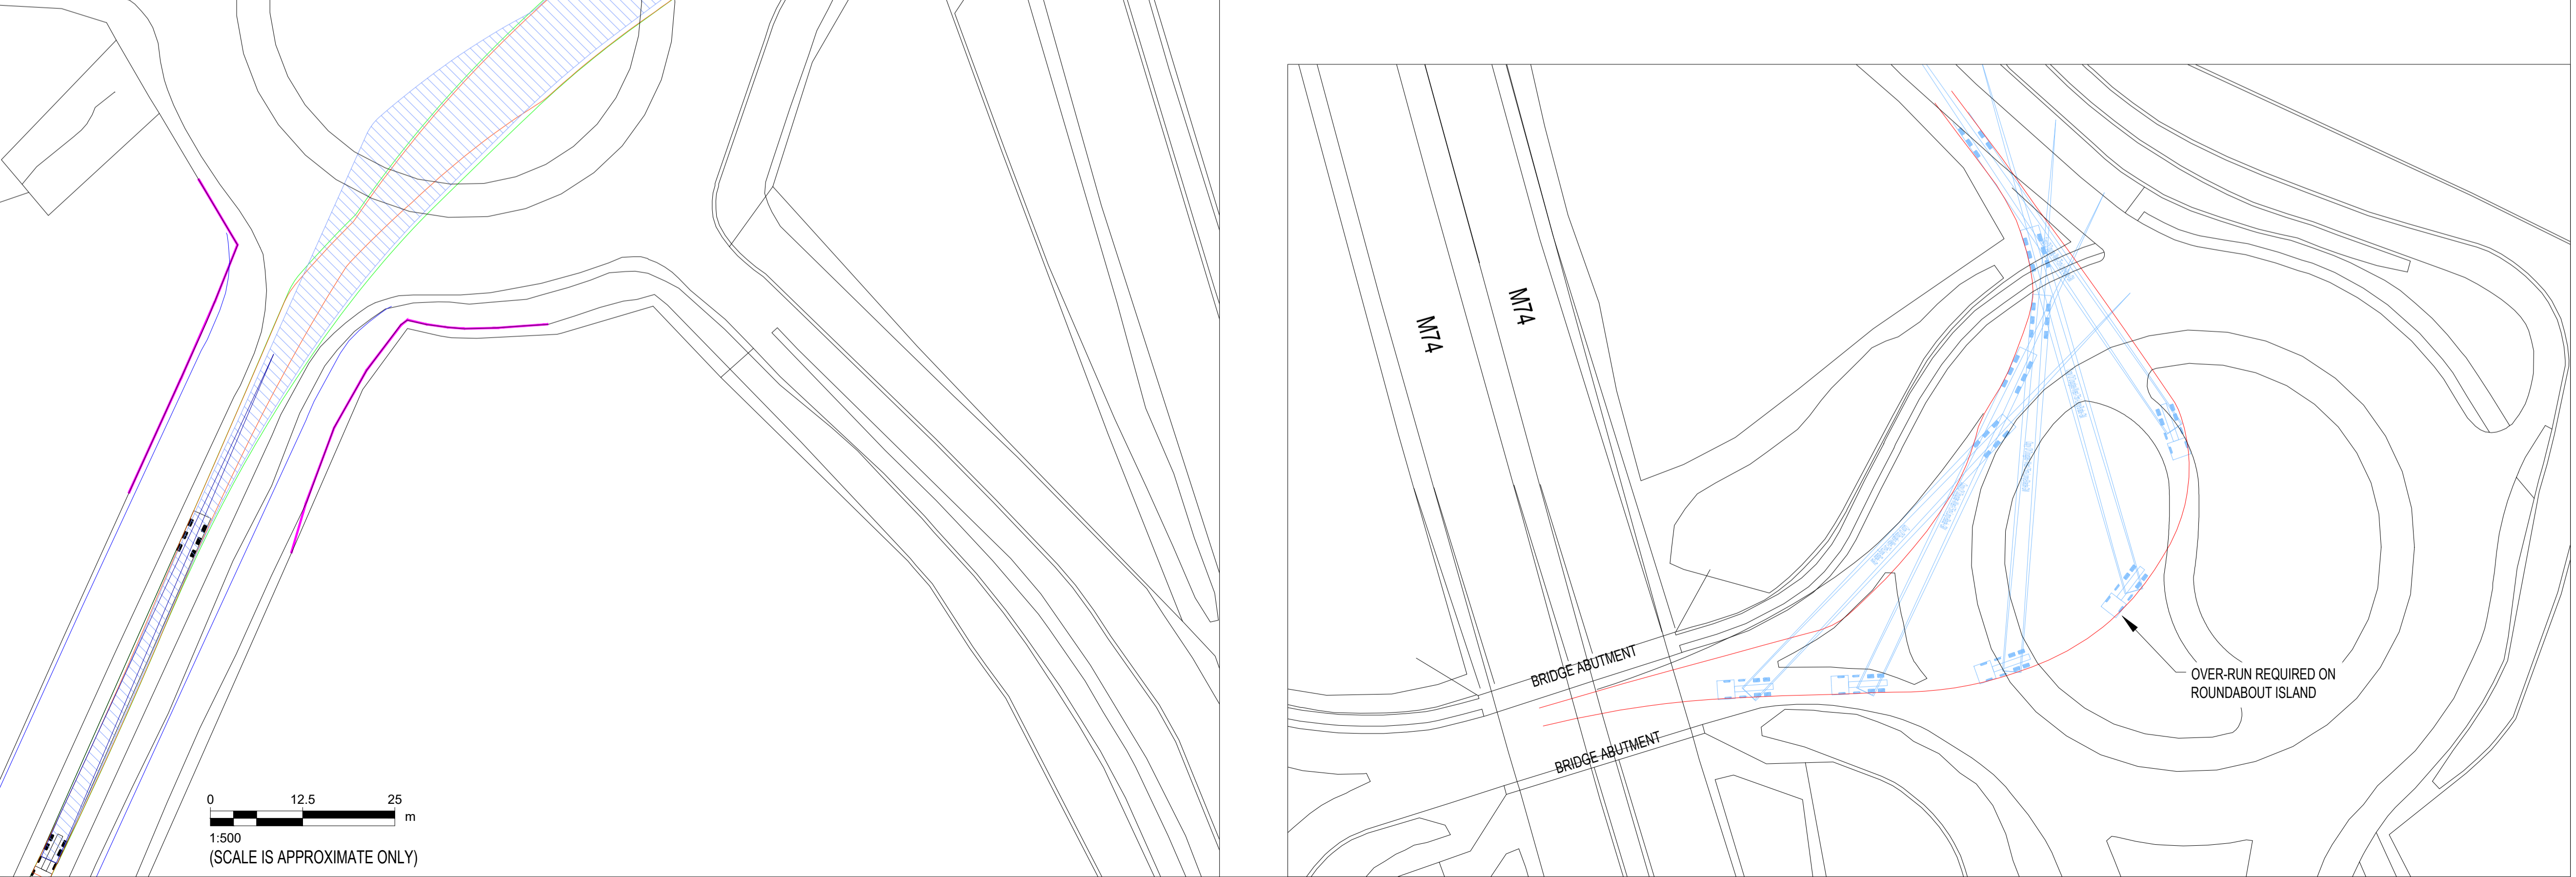 0 12.5 25
m
1:500
(SCALE IS APPROXIMATE ONLY)
M74
M74
BRIDGE ABUTMENT
BRIDGE ABUTMENT
OVER-RUN REQUIRED ON
ROUNDABOUT ISLAND